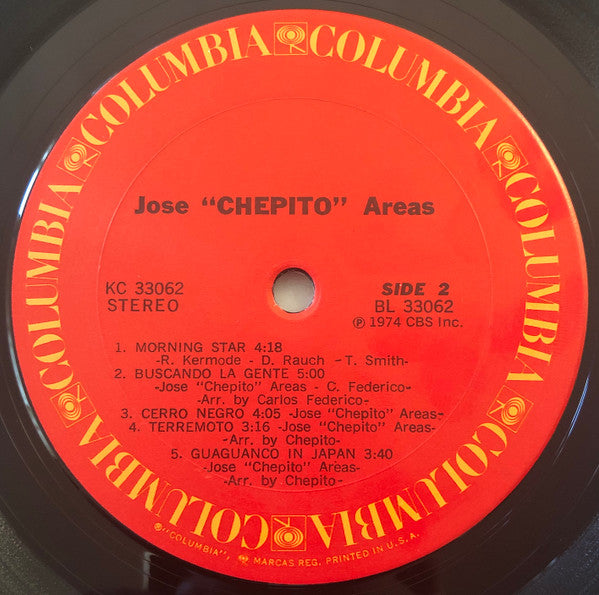 COLUMBIA COLUMBIA COLUMBIA COLUMBIA COLUMBIA COLUMBIA COLUMBIA COLUMBIA
Jose "CHEPITO" Areas
KC 33062
STEREO
SIDE 2
BL 33062
℗ 1974 CBS Inc.
1. MORNING STAR 4:18
-R. Kermode - D. Rauch - T. Smith-
2. BUSCANDO LA GENTE 5:00
-Jose "Chepito" Areas - C. Federico-
-Arr. by Carlos Federico-
3. CERRO NEGRO 4:05 -Jose "Chepito" Areas-
4. TERREMOTO 3:16 -Jose "Chepito" Areas-
-Arr. by Chepito-
5. GUAGUANCO IN JAPAN 3:40
-Jose "Chepito" Areas-
-Arr. by Chepito-
®"COLUMBIA", MARCAS REG. PRINTED IN U.S.A.